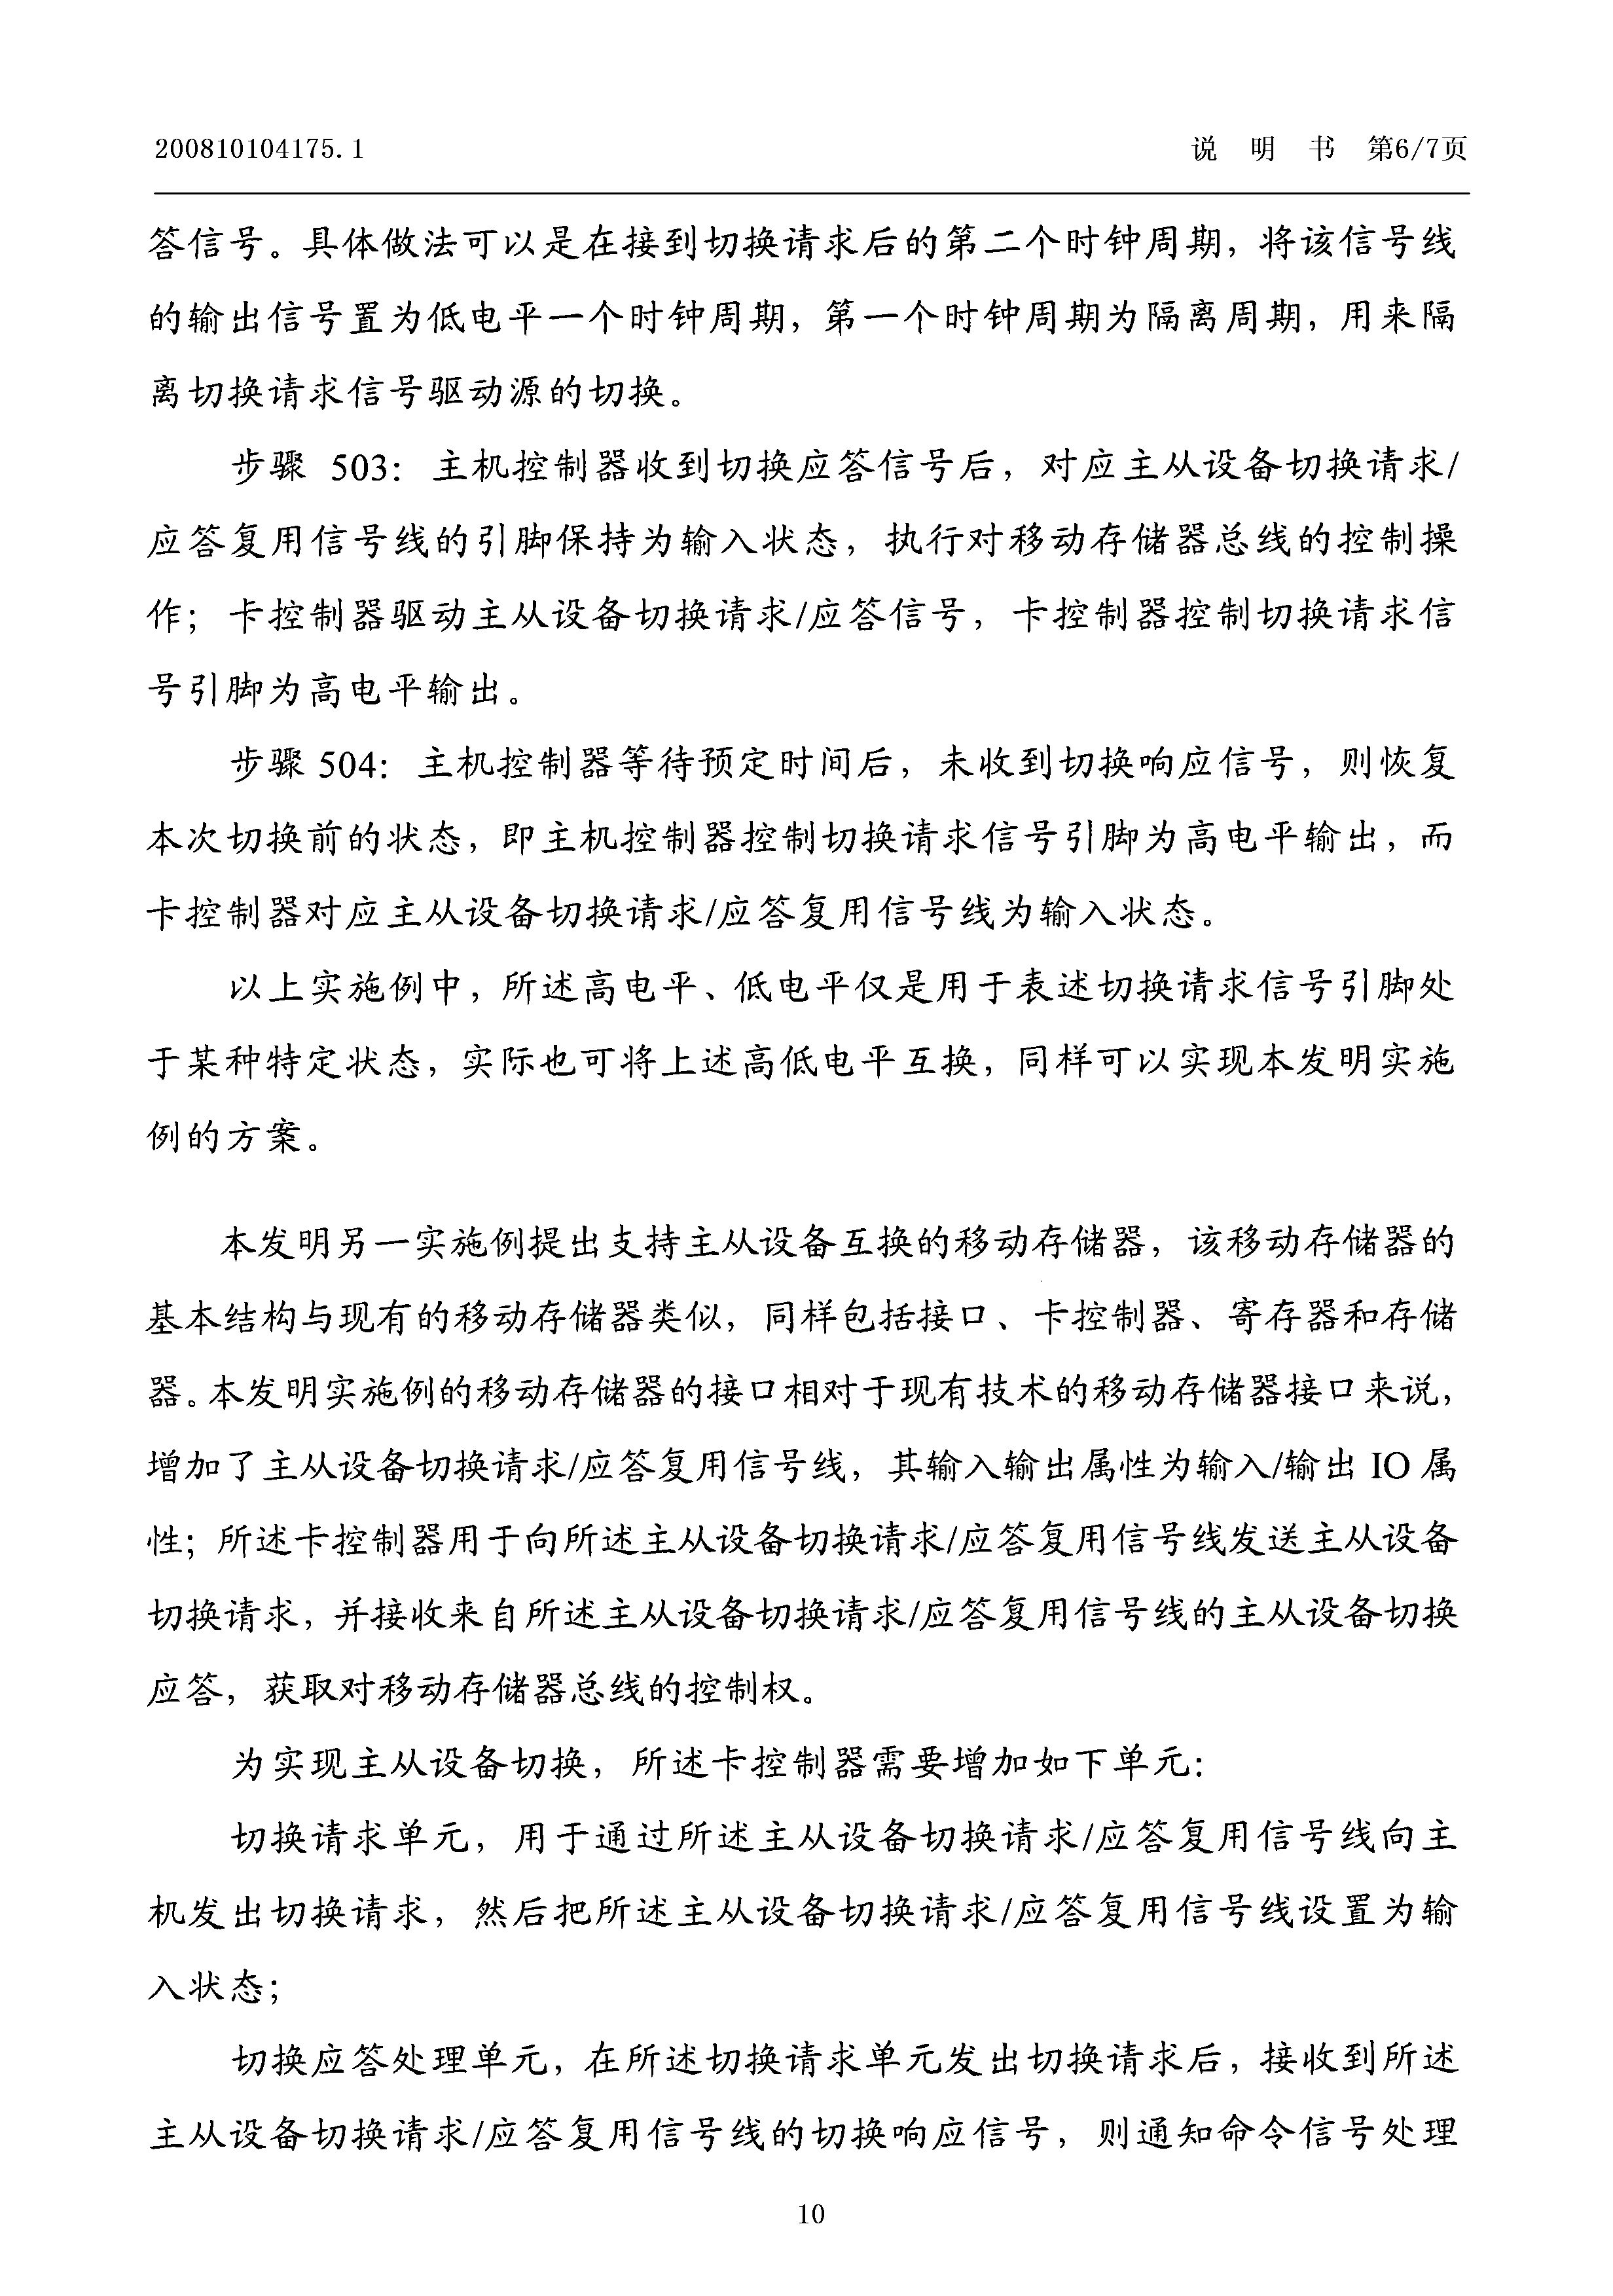 200810104175.1
说 明 书 第6/7页
答信号。具体做法可以是在接到切换请求后的第二个时钟周期，将该信号线
的输出信号置为低电平一个时钟周期，第一个时钟周期为隔离周期，用来隔
离切换请求信号驱动源的切换。
步骤 503：主机控制器收到切换应答信号后，对应主从设备切换请求/
应答复用信号线的引脚保持为输入状态，执行对移动存储器总线的控制操
作；卡控制器驱动主从设备切换请求/应答信号，卡控制器控制切换请求信
号引脚为高电平输出。
步骤 504：主机控制器等待预定时间后，未收到切换响应信号，则恢复
本次切换前的状态，即主机控制器控制切换请求信号引脚为高电平输出，而
卡控制器对应主从设备切换请求/应答复用信号线为输入状态。
以上实施例中，所述高电平、低电平仅是用于表述切换请求信号引脚处
于某种特定状态，实际也可将上述高低电平互换，同样可以实现本发明实施
例的方案。
本发明另一实施例提出支持主从设备互换的移动存储器，该移动存储器的
基本结构与现有的移动存储器类似，同样包括接口、卡控制器、寄存器和存储
器。本发明实施例的移动存储器的接口相对于现有技术的移动存储器接口来说，
增加了主从设备切换请求/应答复用信号线，其输入输出属性为输入/输出 IO 属
性；所述卡控制器用于向所述主从设备切换请求/应答复用信号线发送主从设备
切换请求，并接收来自所述主从设备切换请求/应答复用信号线的主从设备切换
应答，获取对移动存储器总线的控制权。
为实现主从设备切换，所述卡控制器需要增加如下单元：
切换请求单元，用于通过所述主从设备切换请求/应答复用信号线向主
机发出切换请求，然后把所述主从设备切换请求/应答复用信号线设置为输
入状态；
切换应答处理单元，在所述切换请求单元发出切换请求后，接收到所述
主从设备切换请求/应答复用信号线的切换响应信号，则通知命令信号处理
10